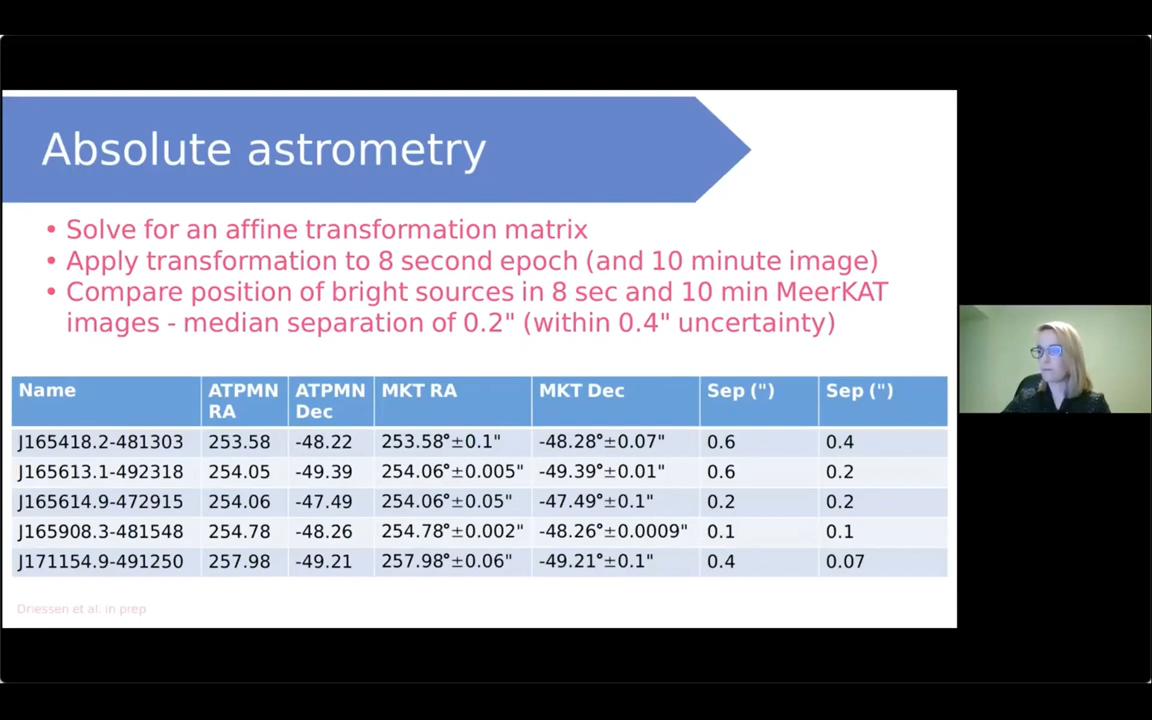 Absolute astrometry
• Solve for an affine transformation matrix
• Apply transformation to 8 second epoch (and 10 minute image)
• Compare position of bright sources in 8 sec and 10 min MeerKAT
images - median separation of 0.2" (within 0.4" uncertainty)
Name ATPMN RA ATPMN Dec MKT RA MKT Dec Sep (") Sep (")
J165418.2-481303 253.58 -48.22 253.58°±0.1" -48.28°±0.07" 0.6 0.4
J165613.1-492318 254.05 -49.39 254.06°±0.005" -49.39°±0.01" 0.6 0.2
J165614.9-472915 254.06 -47.49 254.06°±0.05" -47.49°±0.1" 0.2 0.2
J165908.3-481548 254.78 -48.26 254.78°±0.002" -48.26°±0.0009" 0.1 0.1
J171154.9-491250 257.98 -49.21 257.98°±0.06" -49.21°±0.1" 0.4 0.07
Driessen et al. in prep